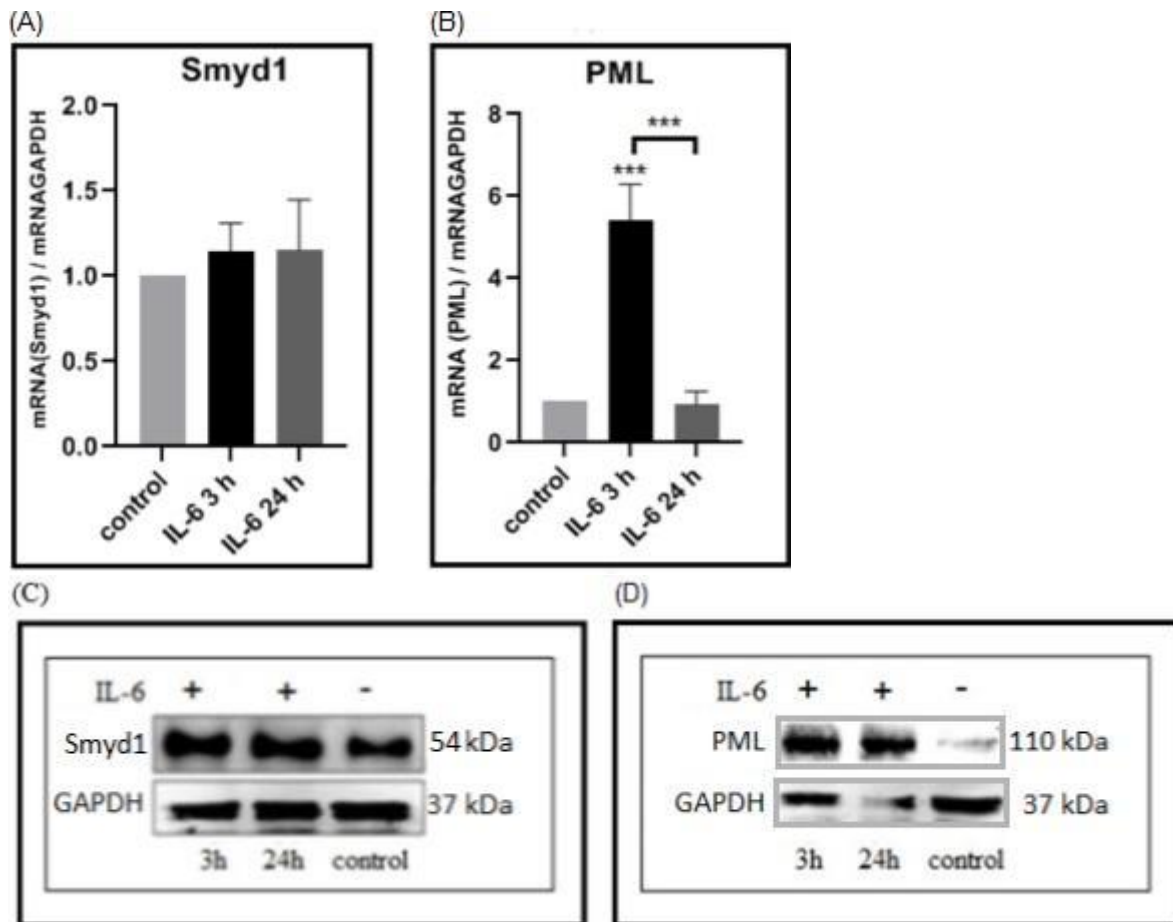 (A)
Smyd1
mRNA(Smyd1) / mRNAGAPDH
2.0
1.5
1.0
0.5
0.0
control
IL-6 3 h
IL-6 24 h
(B)
PML
mRNA (PML) / mRNAGAPDH
8
6
4
2
0
***
***
control
IL-6 3 h
IL-6 24 h
(C)
IL-6 + + -
Smyd1 54 kDa
GAPDH 37 kDa
3h 24h control
(D)
IL-6 + + -
PML 110 kDa
GAPDH 37 kDa
3h 24h control